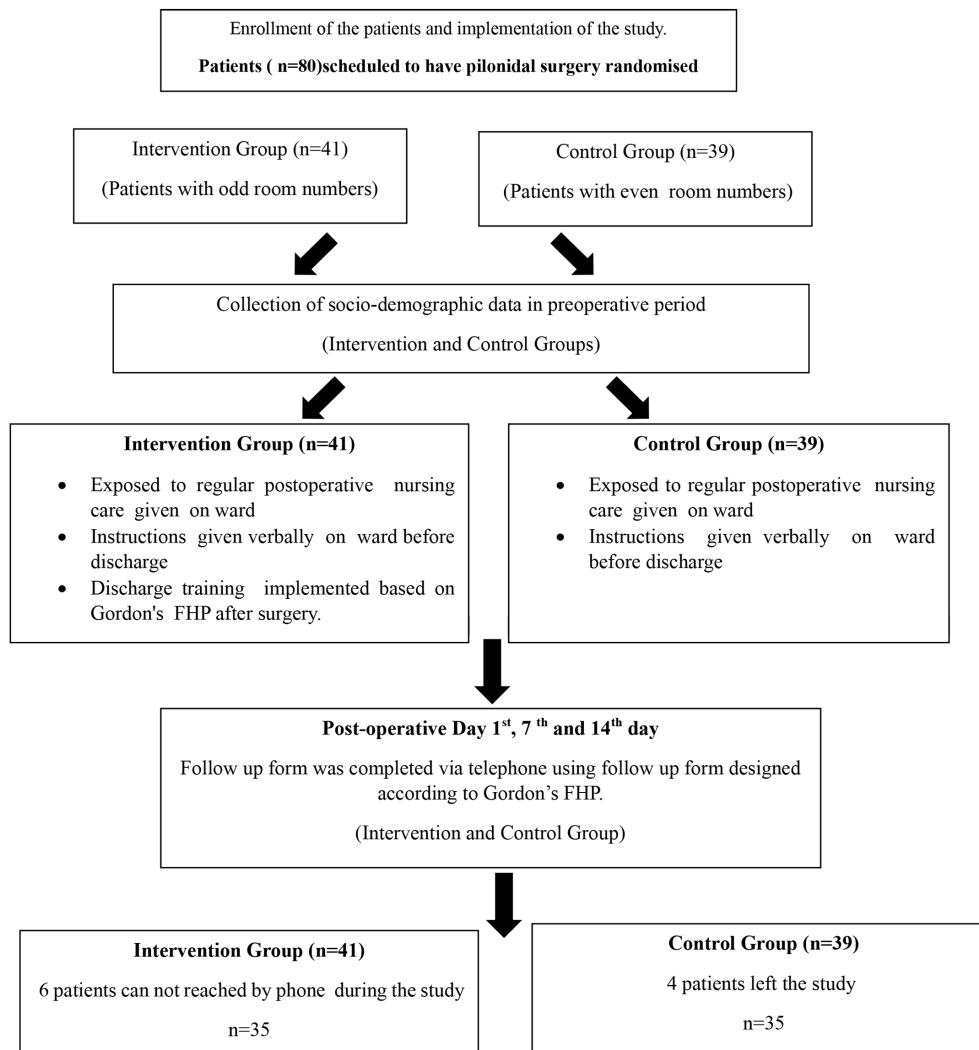 Enrollment of the patients and implementation of the study.
Patients ( n=80)scheduled to have pilonidal surgery randomised
Intervention Group (n=41)
(Patients with odd room numbers)
Control Group (n=39)
(Patients with even room numbers)
Collection of socio-demographic data in preoperative period
(Intervention and Control Groups)
Intervention Group (n=41)
• Exposed to regular postoperative nursing
care given on ward
• Instructions given verbally on ward before
discharge
• Discharge training implemented based on
Gordon's FHP after surgery.
Control Group (n=39)
• Exposed to regular postoperative nursing
care given on ward
• Instructions given verbally on ward
before discharge
Post-operative Day 1st, 7 th and 14th day
Follow up form was completed via telephone using follow up form designed
according to Gordon’s FHP.
(Intervention and Control Group)
Intervention Group (n=41)
6 patients can not reached by phone during the study
n=35
Control Group (n=39)
4 patients left the study
n=35